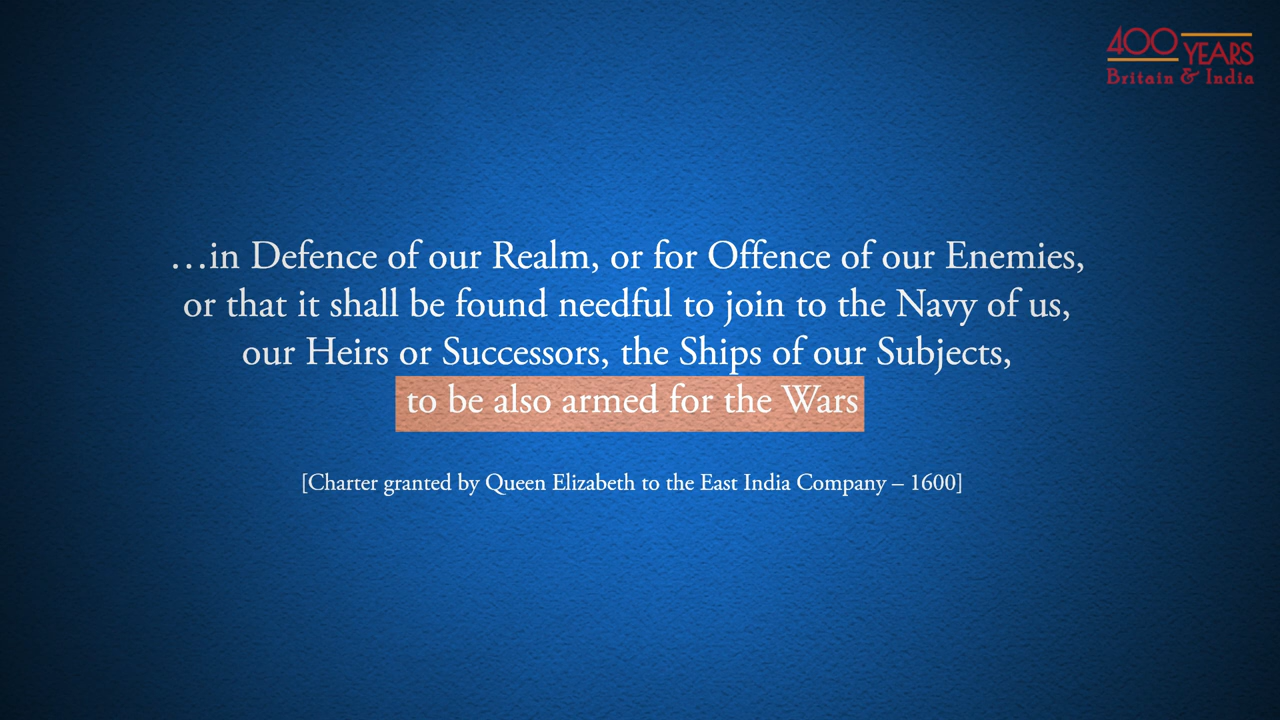 400 YEARS
Britain & India
…in Defence of our Realm, or for Offence of our Enemies,
or that it shall be found needful to join to the Navy of us,
our Heirs or Successors, the Ships of our Subjects,
to be also armed for the Wars
[Charter granted by Queen Elizabeth to the East India Company – 1600]